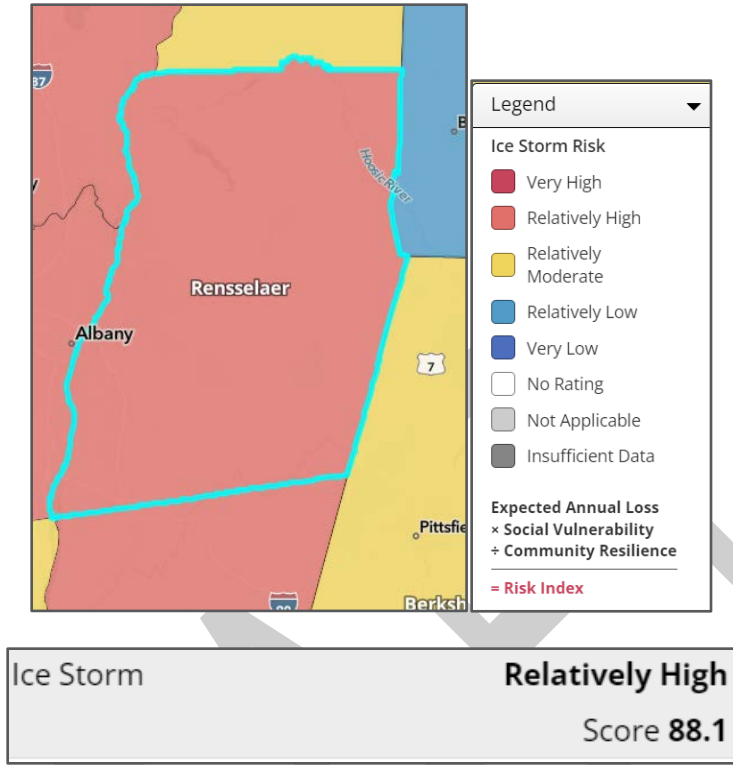 87
Hoosic River
Rensselaer
Albany
7
Pittsfie
Berksh
Legend
Ice Storm Risk
Very High
Relatively High
Relatively
Moderate
Relatively Low
Very Low
No Rating
Not Applicable
Insufficient Data
Expected Annual Loss
× Social Vulnerability
÷ Community Resilience
= Risk Index
Ice Storm
Relatively High
Score 88.1